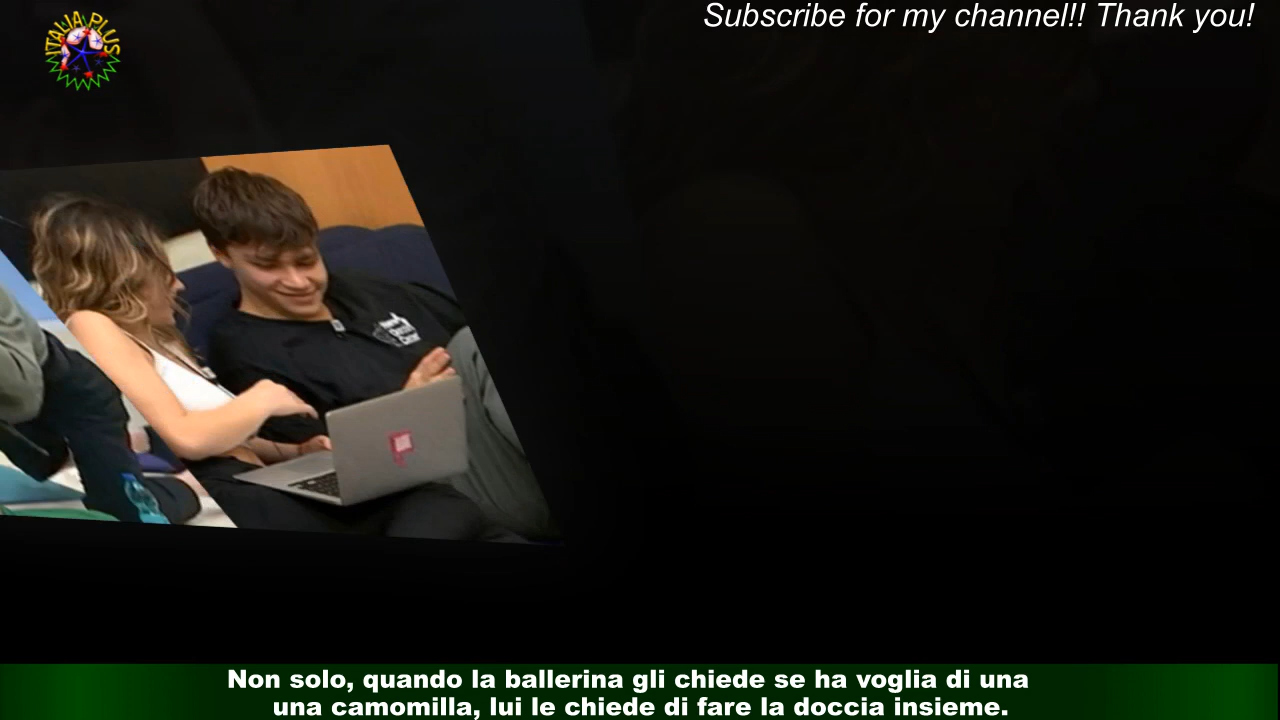 Subscribe for my channel!! Thank you!
ITALIA PLUS
Non solo, quando la ballerina gli chiede se ha voglia di una
una camomilla, lui le chiede di fare la doccia insieme.